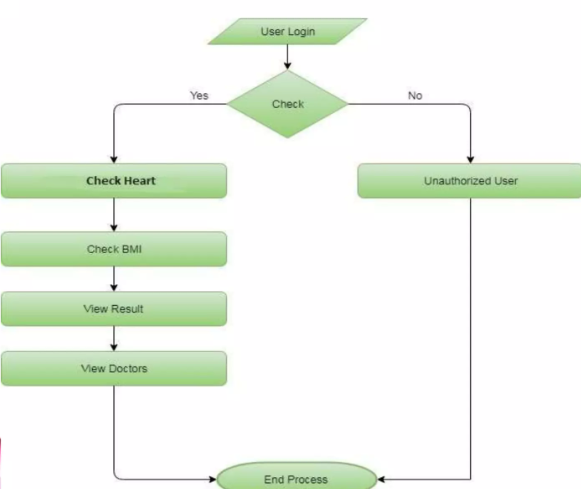 User Login
Check
Yes
No
Check Heart
Unauthorized User
Check BMI
View Result
View Doctors
End Process